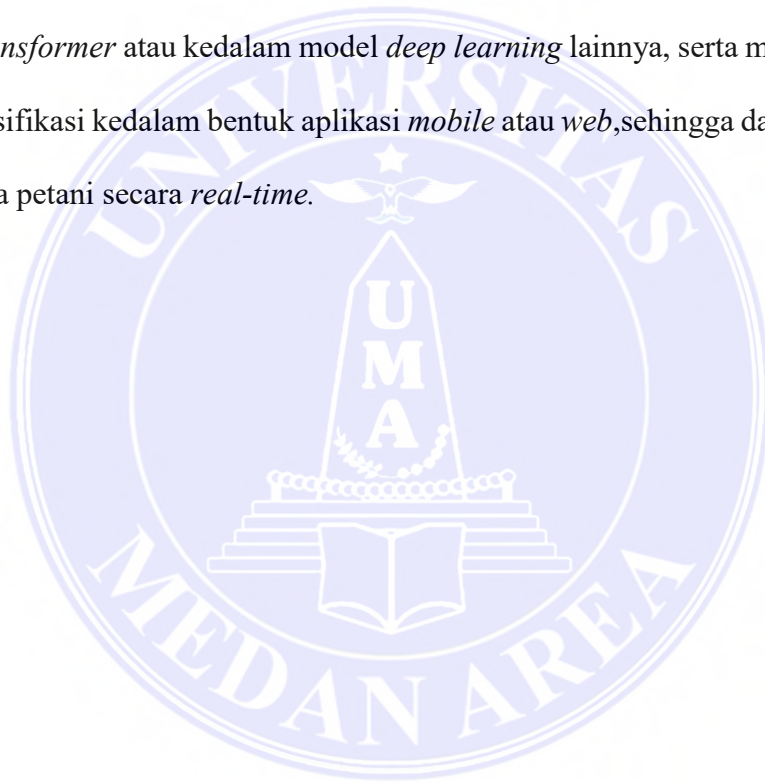 nsformer atau kedalam model deep learning lainnya, serta m
sifikasi kedalam bentuk aplikasi mobile atau web,sehingga da
a petani secara real-time.
UNIVERSITAS
U
M
A
MEDAN AREA